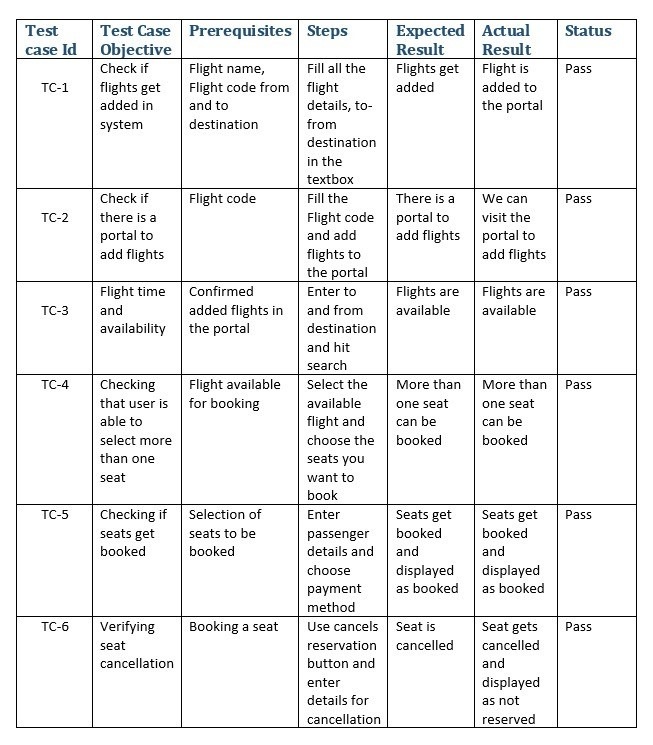 Test case Id | Test Case Objective | Prerequisites | Steps | Expected Result | Actual Result | Status
TC-1 | Check if flights get added in system | Flight name, Flight code from and to destination | Fill all the flight details, to-from destination in the textbox | Flights get added | Flight is added to the portal | Pass
TC-2 | Check if there is a portal to add flights | Flight code | Fill the Flight code and add flights to the portal | There is a portal to add flights | We can visit the portal to add flights | Pass
TC-3 | Flight time and availability | Confirmed added flights in the portal | Enter to and from destination and hit search | Flights are available | Flights are available | Pass
TC-4 | Checking that user is able to select more than one seat | Flight available for booking | Select the available flight and choose the seats you want to book | More than one seat can be booked | More than one seat can be booked | Pass
TC-5 | Checking if seats get booked | Selection of seats to be booked | Enter passenger details and choose payment method | Seats get booked and displayed as booked | Seats get booked and displayed as booked | Pass
TC-6 | Verifying seat cancellation | Booking a seat | Use cancels reservation button and enter details for cancellation | Seat is cancelled | Seat gets cancelled and displayed as not reserved | Pass